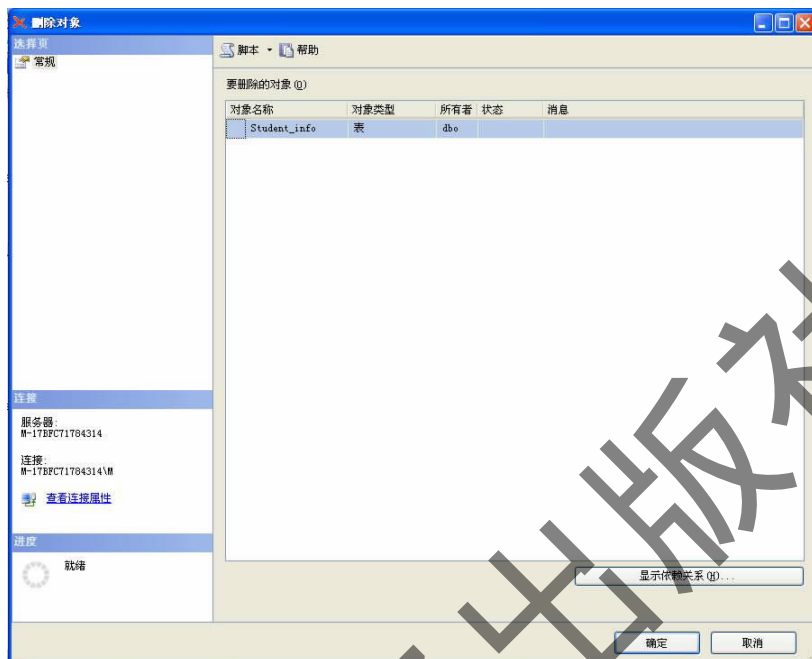 删除对象
选择页
常规
脚本 帮助
要删除的对象(Q)
对象名称 对象类型 所有者 状态 消息
Student_info 表 dbo
连接
服务器:
M-17BFC71784314
连接:
M-17BFC71784314\M
查看连接属性
进度
就绪
显示依赖关系(H)...
确定 取消
出版社